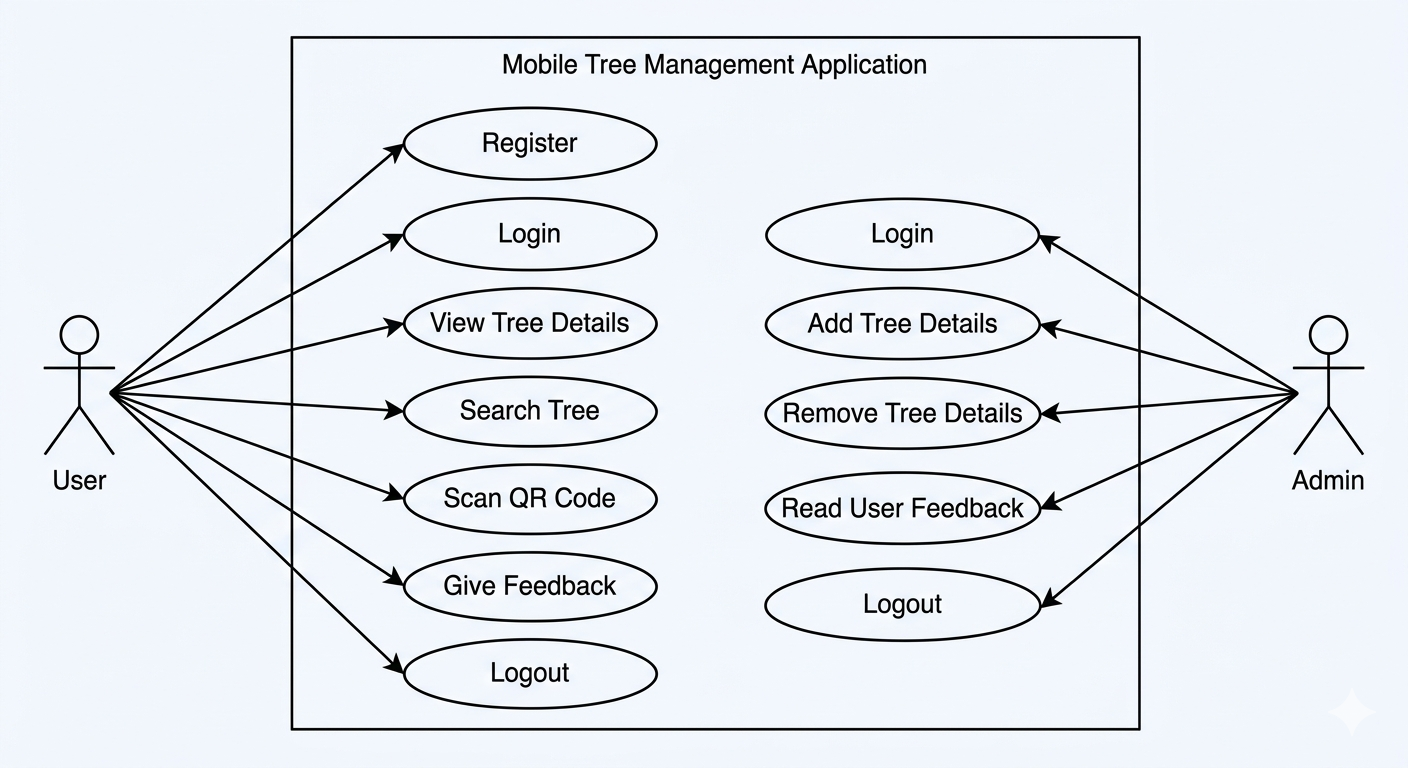 Mobile Tree Management Application
Register
Login
View Tree Details
Search Tree
Scan QR Code
Give Feedback
Logout
Login
Add Tree Details
Remove Tree Details
Read User Feedback
Logout
User
Admin